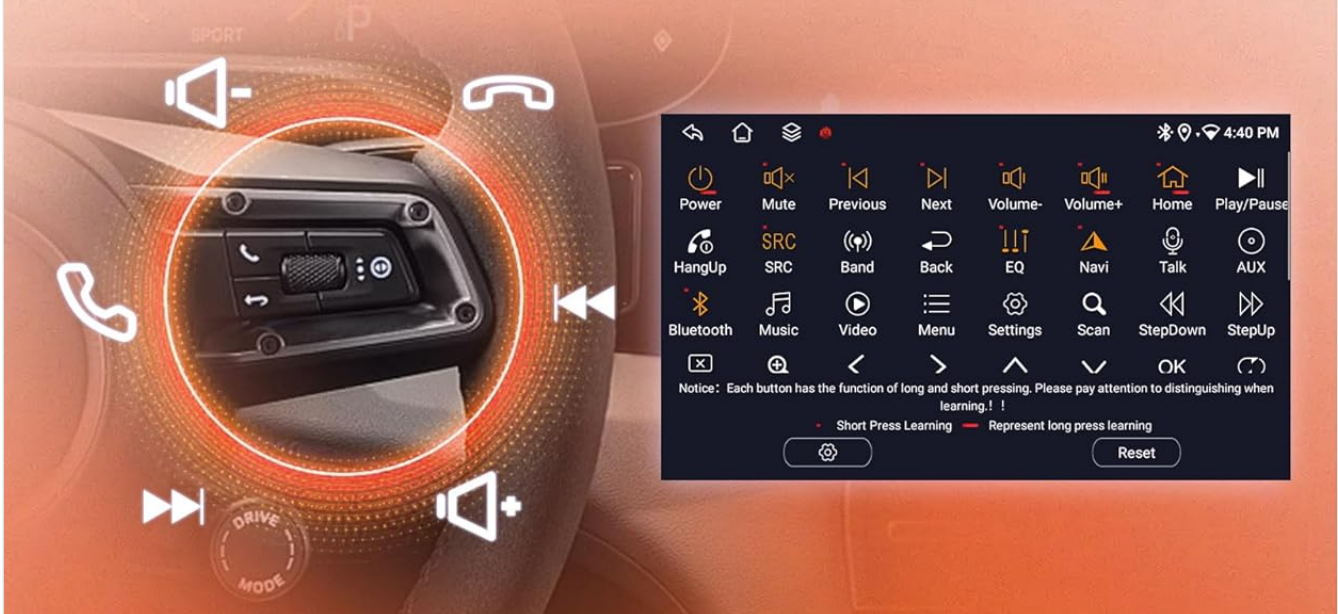 SPORT
P
4:40 PM
Power Mute Previous Next Volume- Volume+ Home Play/Pause
SRC
HangUp SRC Band Back EQ Navi Talk AUX
Bluetooth Music Video Menu Settings Scan StepDown StepUp
OK
Notice: Each button has the function of long and short pressing. Please pay attention to distinguishing when
learning.! !
Short Press Learning Represent long press learning
Reset
DRIVE
MODE